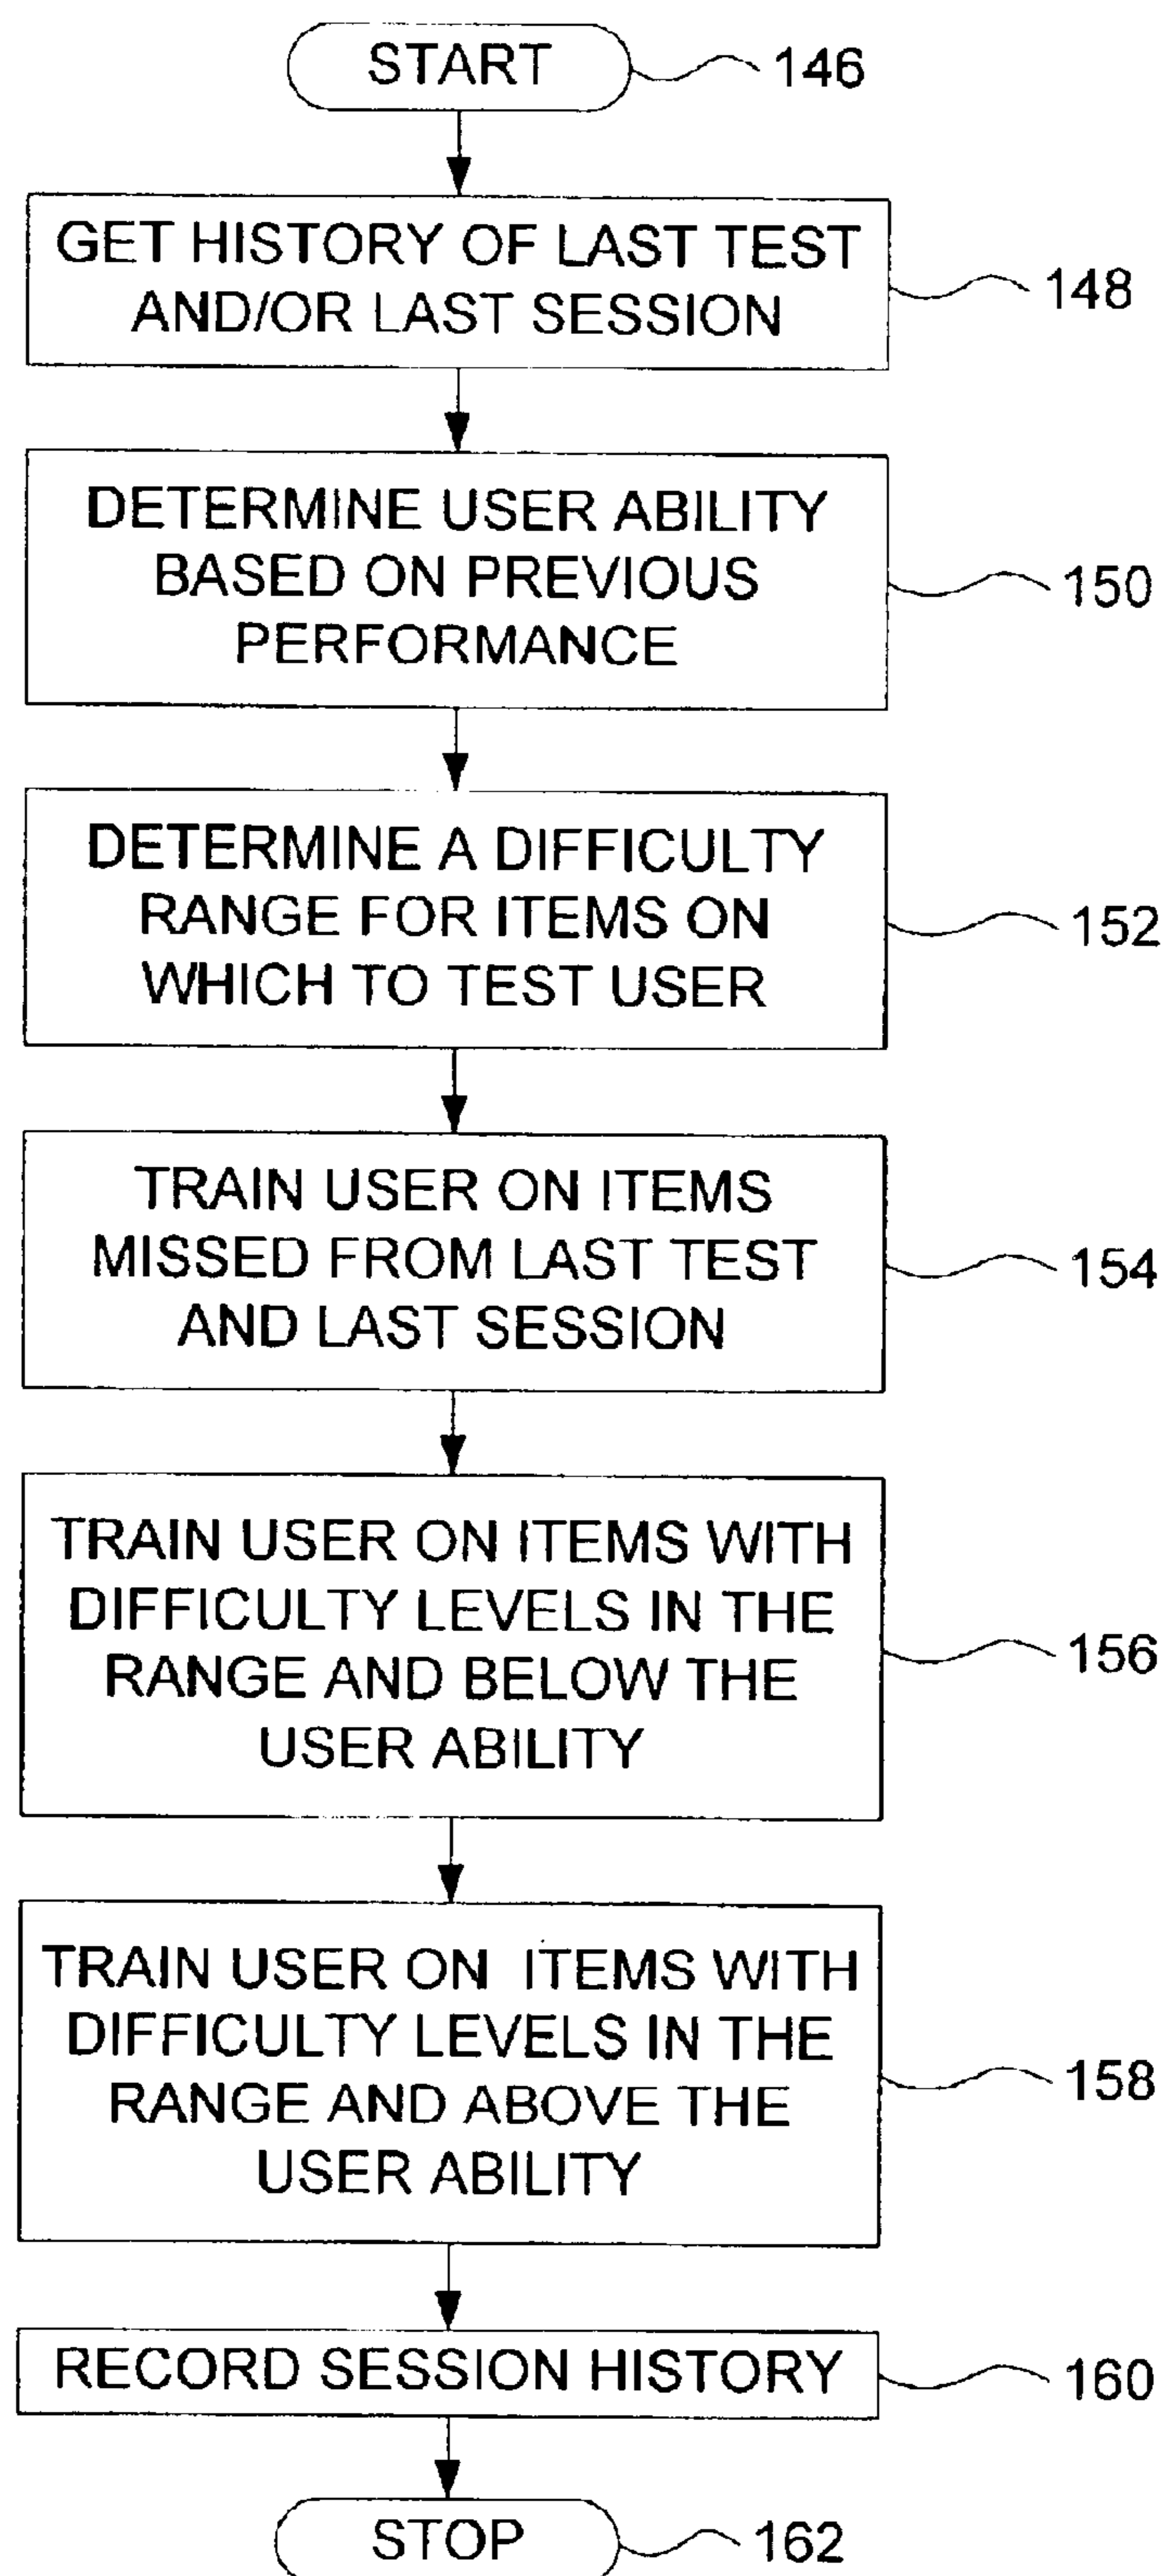 START
146
GET HISTORY OF LAST TEST
AND/OR LAST SESSION
148
DETERMINE USER ABILITY
BASED ON PREVIOUS
PERFORMANCE
150
DETERMINE A DIFFICULTY
RANGE FOR ITEMS ON
WHICH TO TEST USER
152
TRAIN USER ON ITEMS
MISSED FROM LAST TEST
AND LAST SESSION
154
TRAIN USER ON ITEMS WITH
DIFFICULTY LEVELS IN THE
RANGE AND BELOW THE
USER ABILITY
156
TRAIN USER ON ITEMS WITH
DIFFICULTY LEVELS IN THE
RANGE AND ABOVE THE
USER ABILITY
158
RECORD SESSION HISTORY
160
STOP
162